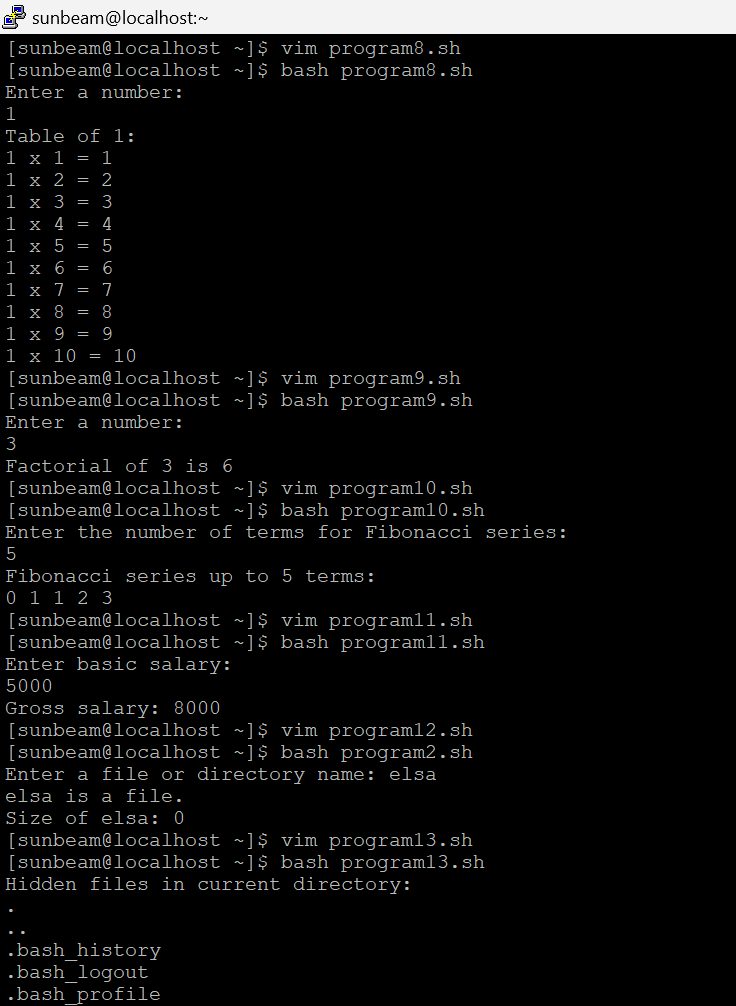 sunbeam@localhost:~
[sunbeam@localhost ~]$ vim program8.sh
[sunbeam@localhost ~]$ bash program8.sh
Enter a number:
1
Table of 1:
1 x 1 = 1
1 x 2 = 2
1 x 3 = 3
1 x 4 = 4
1 x 5 = 5
1 x 6 = 6
1 x 7 = 7
1 x 8 = 8
1 x 9 = 9
1 x 10 = 10
[sunbeam@localhost ~]$ vim program9.sh
[sunbeam@localhost ~]$ bash program9.sh
Enter a number:
3
Factorial of 3 is 6
[sunbeam@localhost ~]$ vim program10.sh
[sunbeam@localhost ~]$ bash program10.sh
Enter the number of terms for Fibonacci series:
5
Fibonacci series up to 5 terms:
0 1 1 2 3
[sunbeam@localhost ~]$ vim program11.sh
[sunbeam@localhost ~]$ bash program11.sh
Enter basic salary:
5000
Gross salary: 8000
[sunbeam@localhost ~]$ vim program12.sh
[sunbeam@localhost ~]$ bash program2.sh
Enter a file or directory name: elsa
elsa is a file.
Size of elsa: 0
[sunbeam@localhost ~]$ vim program13.sh
[sunbeam@localhost ~]$ bash program13.sh
Hidden files in current directory:
.
..
.bash_history
.bash_logout
.bash_profile